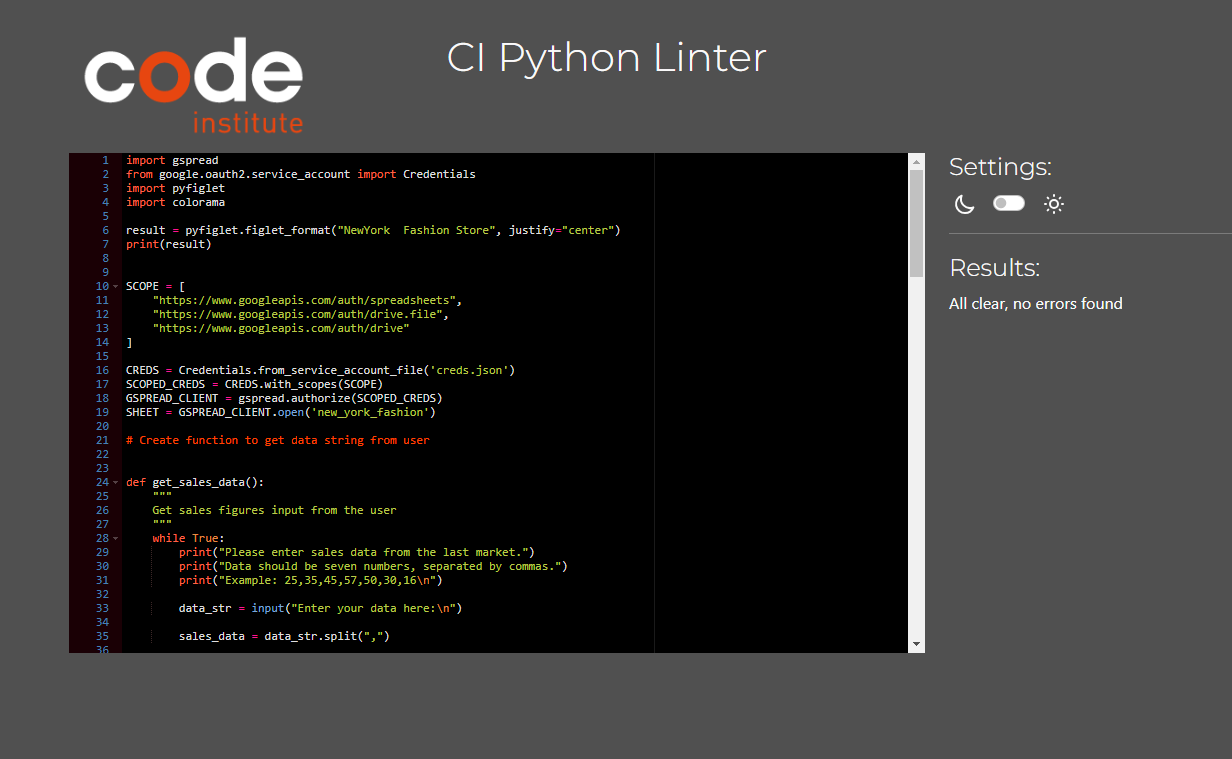 code
institute
CI Python Linter
1 import gspread
2 from google.oauth2.service_account import Credentials
3 import pyfiglet
4 import colorama
5
6 result = pyfiglet.figlet_format("NewYork  Fashion Store", justify="center")
7 print(result)
8
9
10 SCOPE = [
11     "https://www.googleapis.com/auth/spreadsheets",
12     "https://www.googleapis.com/auth/drive.file",
13     "https://www.googleapis.com/auth/drive"
14 ]
15
16 CREDS = Credentials.from_service_account_file('creds.json')
17 SCOPED_CREDS = CREDS.with_scopes(SCOPE)
18 GSPREAD_CLIENT = gspread.authorize(SCOPED_CREDS)
19 SHEET = GSPREAD_CLIENT.open('new_york_fashion')
20
21 # Create function to get data string from user
22
23
24 def get_sales_data():
25     """
26     Get sales figures input from the user
27     """
28     while True:
29         print("Please enter sales data from the last market.")
30         print("Data should be seven numbers, separated by commas.")
31         print("Example: 25,35,45,57,50,30,16\n")
32
33         data_str = input("Enter your data here:\n")
34
35         sales_data = data_str.split(",")
36
Settings:
Results:
All clear, no errors found